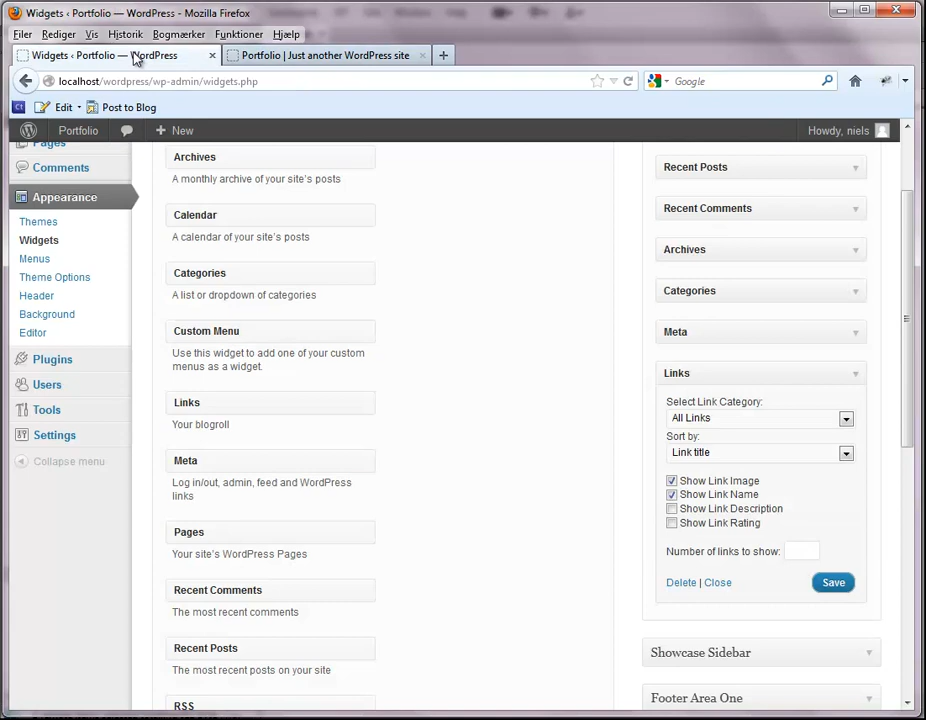 Widgets ‹ Portfolio — WordPress - Mozilla Firefox
Filer Rediger Vis Historik Bogmærker Funktioner Hjælp
Widgets ‹ Portfolio — WordPress
Portfolio | Just another WordPress site
localhost/wordpress/wp-admin/widgets.php
Google
Ct Edit Post to Blog
Portfolio New Howdy, niels
Pages
Comments
Appearance
Themes
Widgets
Menus
Theme Options
Header
Background
Editor
Plugins
Users
Tools
Settings
Collapse menu
Archives
A monthly archive of your site's posts
Calendar
A calendar of your site's posts
Categories
A list or dropdown of categories
Custom Menu
Use this widget to add one of your custom
menus as a widget.
Links
Your blogroll
Meta
Log in/out, admin, feed and WordPress
links
Pages
Your site's WordPress Pages
Recent Comments
The most recent comments
Recent Posts
The most recent posts on your site
RSS
Recent Posts
Recent Comments
Archives
Categories
Meta
Links
Select Link Category:
All Links
Sort by:
Link title
Show Link Image
Show Link Name
Show Link Description
Show Link Rating
Number of links to show:
Delete | Close
Save
Showcase Sidebar
Footer Area One